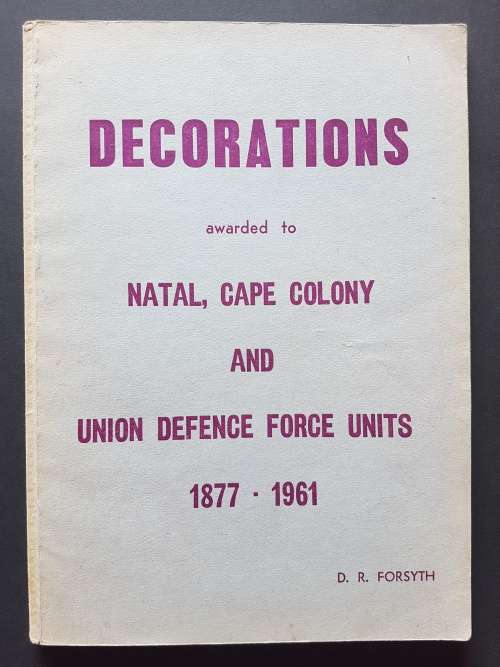 DECORATIONS
awarded to
NATAL, CAPE COLONY
AND
UNION DEFENCE FORCE UNITS
1877 · 1961
D. R. FORSYTH